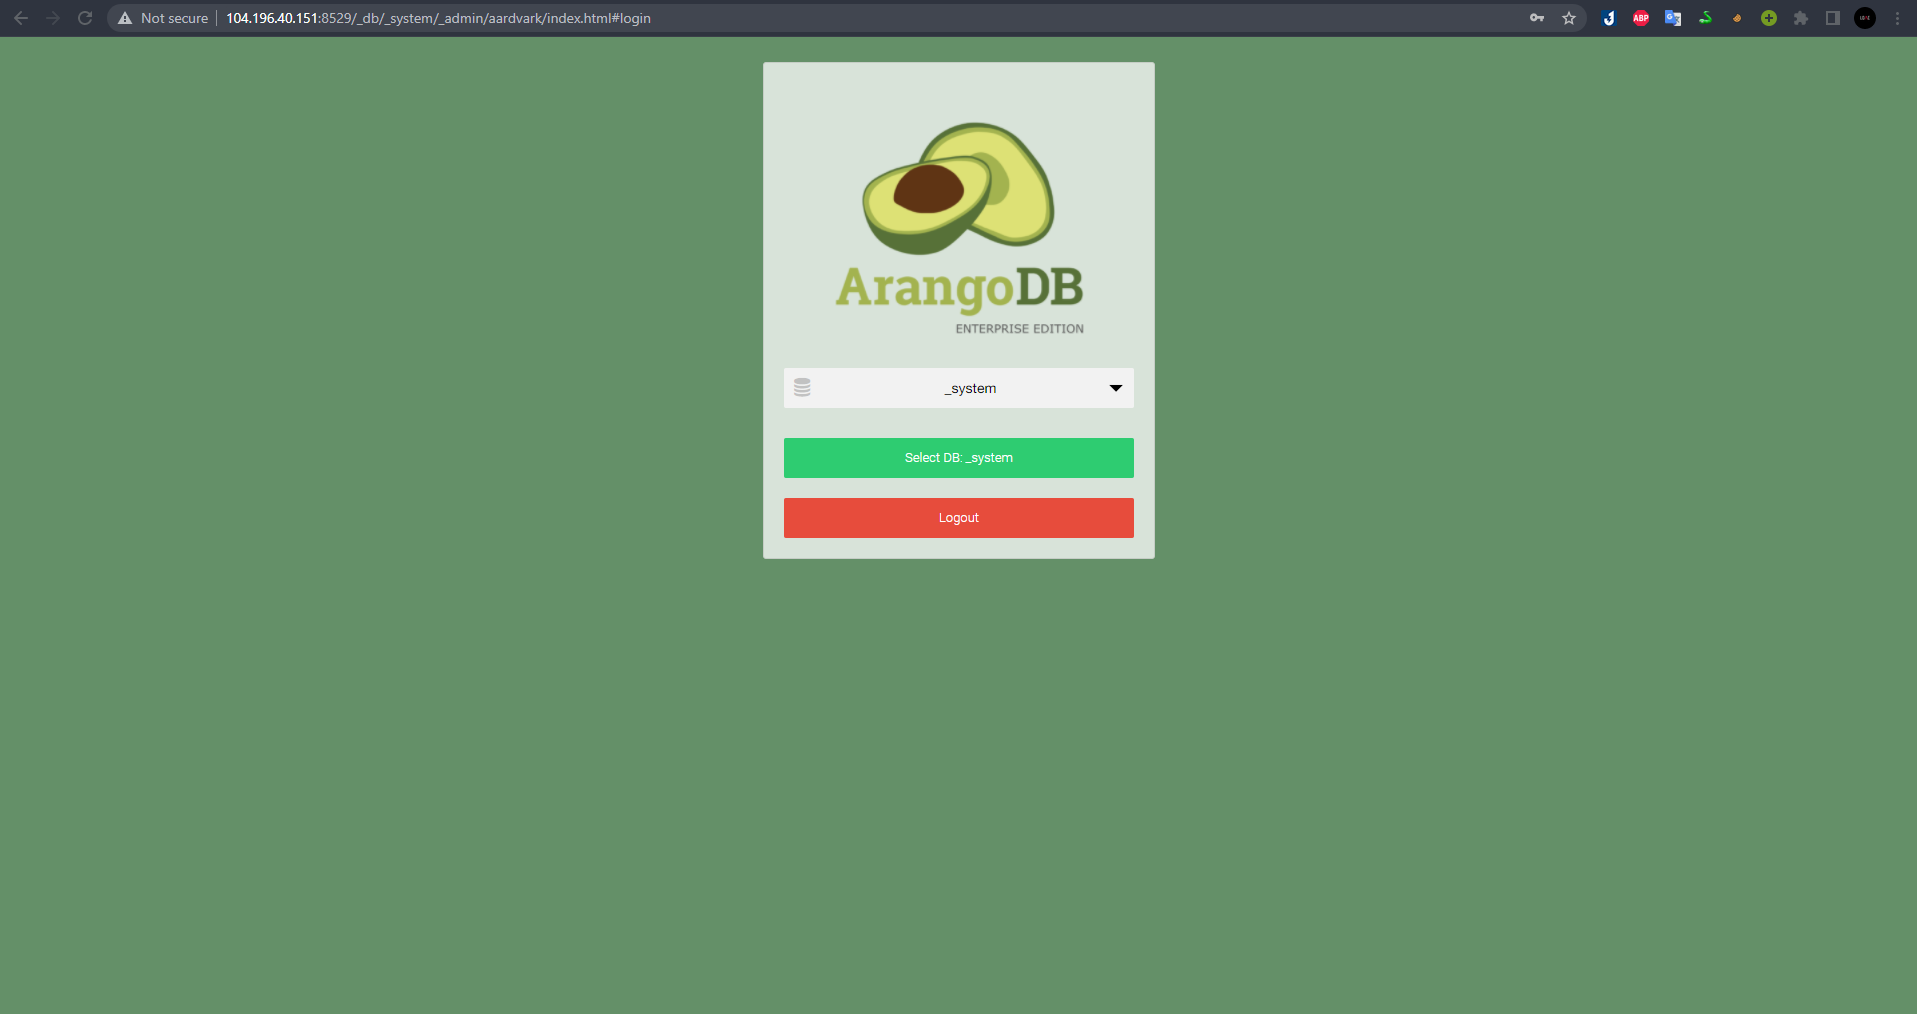 Not secure 104.196.40.151:8529/_db/_system/_admin/aardvark/index.html#login
ABP
ArangoDB
ENTERPRISE EDITION
_system
Select DB: _system
Logout